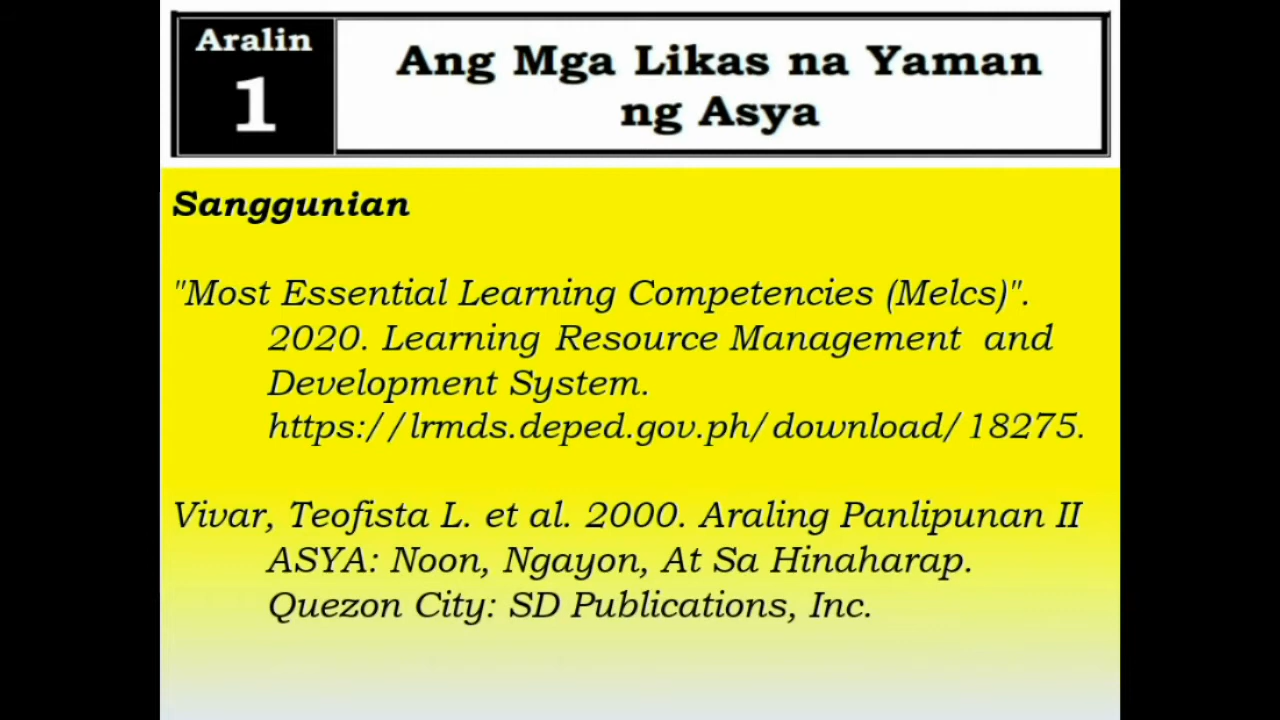 Aralin
1
Ang Mga Likas na Yaman
ng Asya
Sanggunian
"Most Essential Learning Competencies (Melcs)".
2020. Learning Resource Management and
Development System.
https://lrmds.deped.gov.ph/download/18275.
Vivar, Teofista L. et al. 2000. Araling Panlipunan II
ASYA: Noon, Ngayon, At Sa Hinaharap.
Quezon City: SD Publications, Inc.